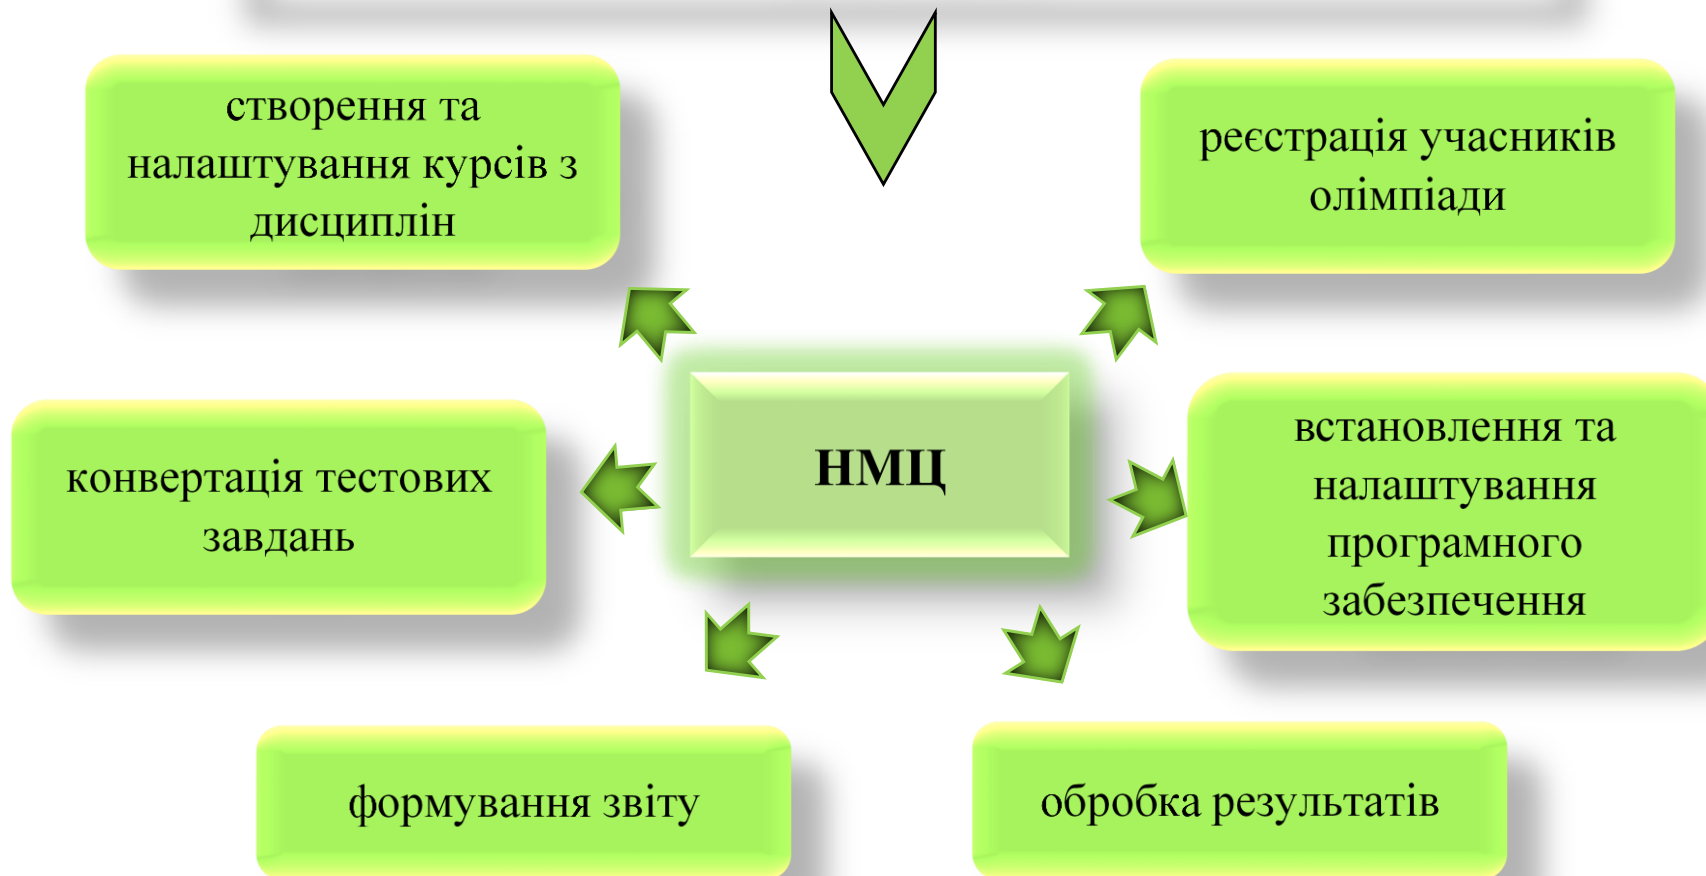 створення та
налаштування курсів з
дисциплін
реєстрація учасників
олімпіади
НМЦ
конвертація тестових
завдань
встановлення та
налаштування
програмного
забезпечення
формування звіту
обробка результатів